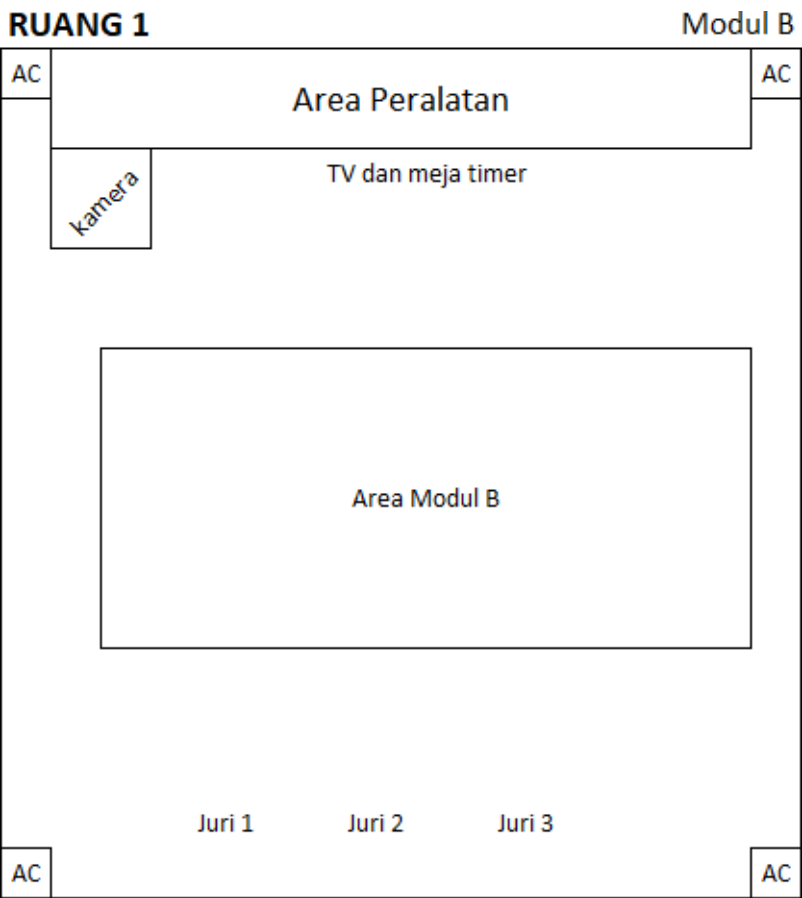 RUANG 1
Modul B
AC
Area Peralatan
AC
kamera
TV dan meja timer
Area Modul B
Juri 1
Juri 2
Juri 3
AC
AC